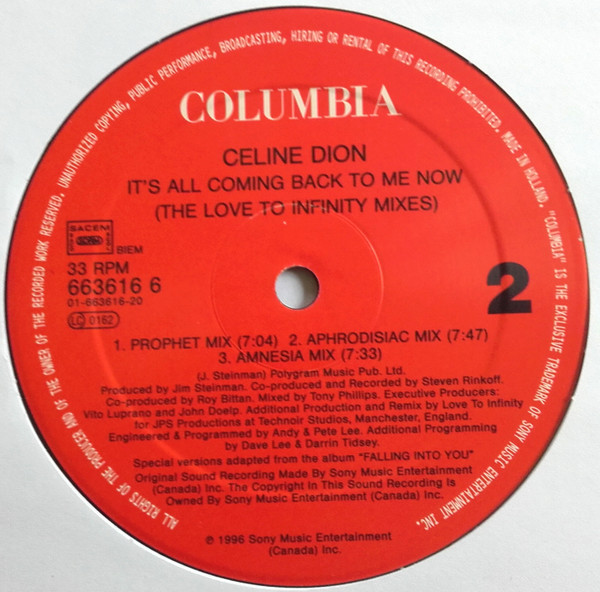 ALL RIGHTS OF THE PRODUCER AND OF THE OWNER OF THE RECORDED WORK RESERVED. UNAUTHORIZED COPYING, PUBLIC PERFORMANCE, BROADCASTING, HIRING OR RENTAL OF THIS RECORDING PROHIBITED. MADE IN HOLLAND. "COLUMBIA" IS THE EXCLUSIVE TRADEMARK OF SONY MUSIC ENTERTAINMENT INC.
COLUMBIA
CELINE DION
IT'S ALL COMING BACK TO ME NOW
(THE LOVE TO INFINITY MIXES)
SACEM
BIEM
33 RPM
663616 6
01-663616-20
LC 0162
2
1. PROPHET MIX (7:04) 2. APHRODISIAC MIX (7:47)
3. AMNESIA MIX (7:33)
(J. Steinman) Polygram Music Pub. Ltd.
Produced by Jim Steinman. Co-produced and Recorded by Steven Rinkoff.
Co-produced by Roy Bittan. Mixed by Tony Phillips. Executive Producers:
Vito Luprano and John Doelp. Additional Production and Remix by Love To Infinity
for JPS Productions at Technoir Studios, Manchester, England.
Engineered & Programmed by Andy & Pete Lee. Additional Programming
by Dave Lee & Darrin Tidsey.
Special versions adapted from the album "FALLING INTO YOU"
Original Sound Recording Made By Sony Music Entertainment
(Canada) Inc. The Copyright In This Sound Recording Is
Owned By Sony Music Entertainment (Canada) Inc.
℗ 1996 Sony Music Entertainment
(Canada) Inc.